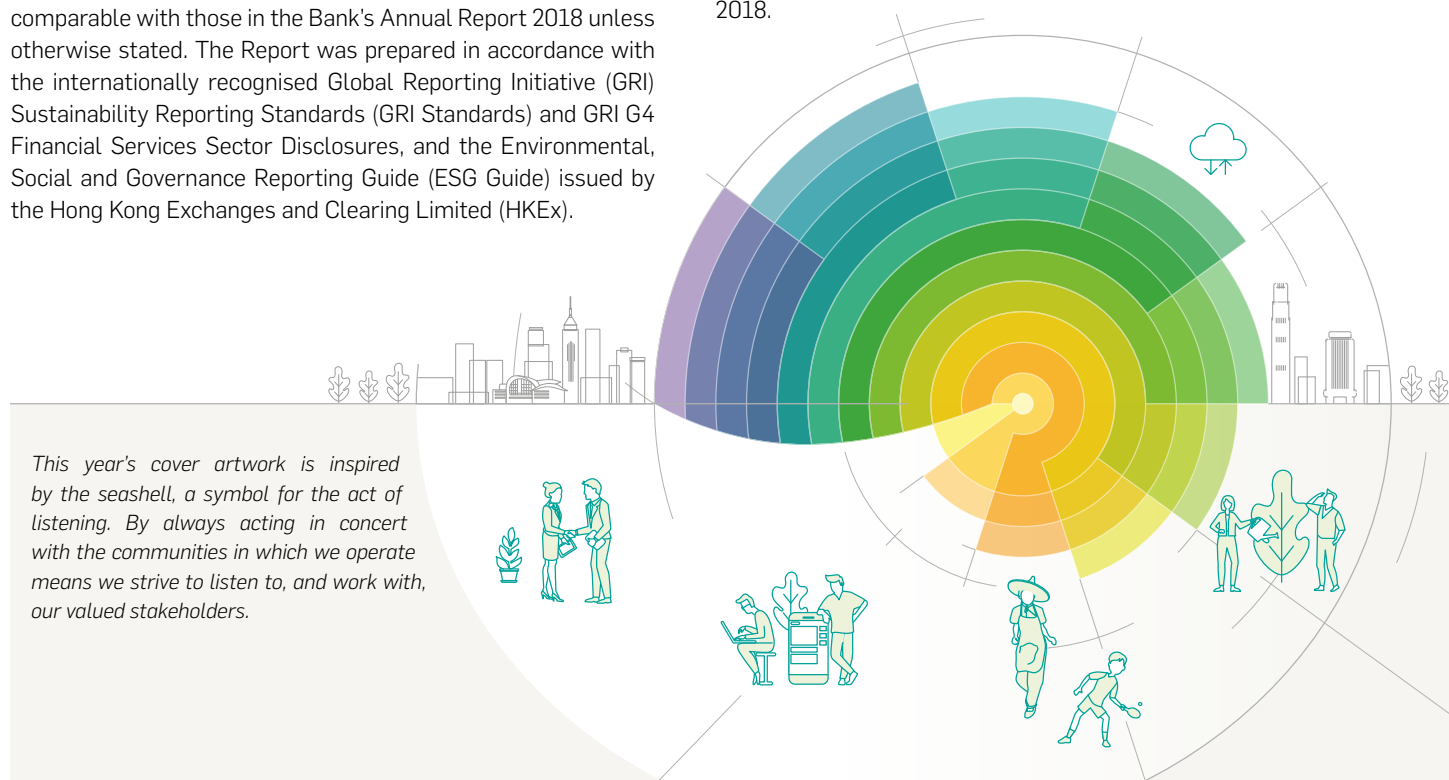 comparable with those in the Bank's Annual Report 2018 unless
otherwise stated. The Report was prepared in accordance with
the internationally recognised Global Reporting Initiative (GRI)
Sustainability Reporting Standards (GRI Standards) and GRI G4
Financial Services Sector Disclosures, and the Environmental,
Social and Governance Reporting Guide (ESG Guide) issued by
the Hong Kong Exchanges and Clearing Limited (HKEx).
2018.
This year's cover artwork is inspired
by the seashell, a symbol for the act of
listening. By always acting in concert
with the communities in which we operate
means we strive to listen to, and work with,
our valued stakeholders.